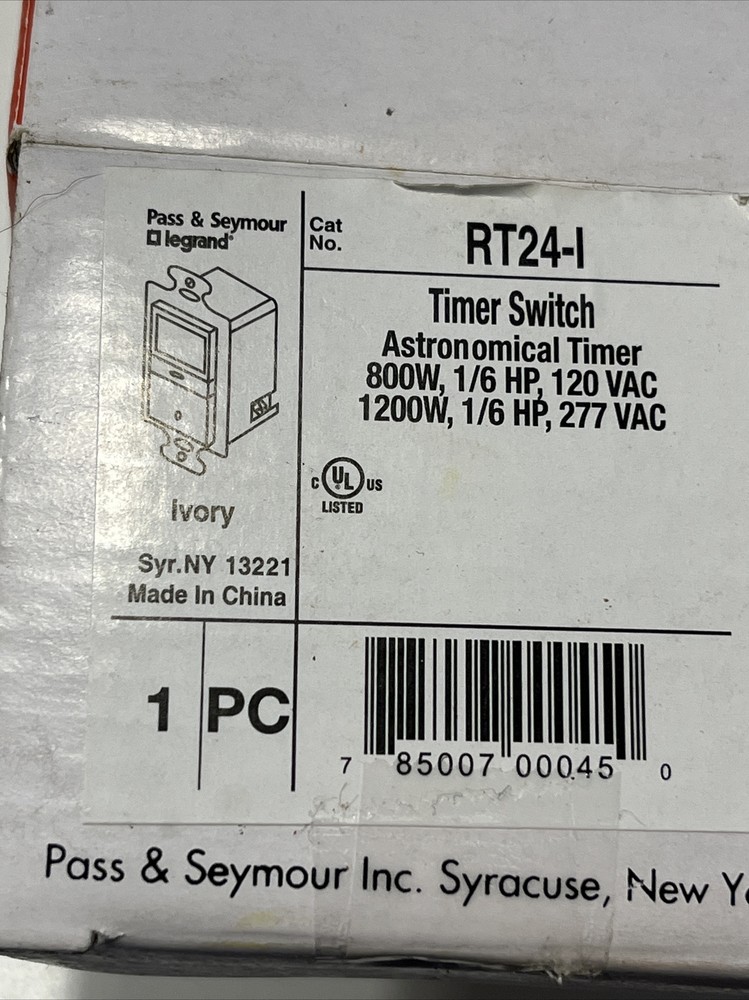 Pass & Seymour
legrand®
Cat
No.
RT24-I
Timer Switch
Astronomical Timer
800W, 1/6 HP, 120 VAC
1200W, 1/6 HP, 277 VAC
C UL US
LISTED
Ivory
Syr.NY 13221
Made In China
1 PC
7 85007 00045 0
Pass & Seymour Inc. Syracuse, New